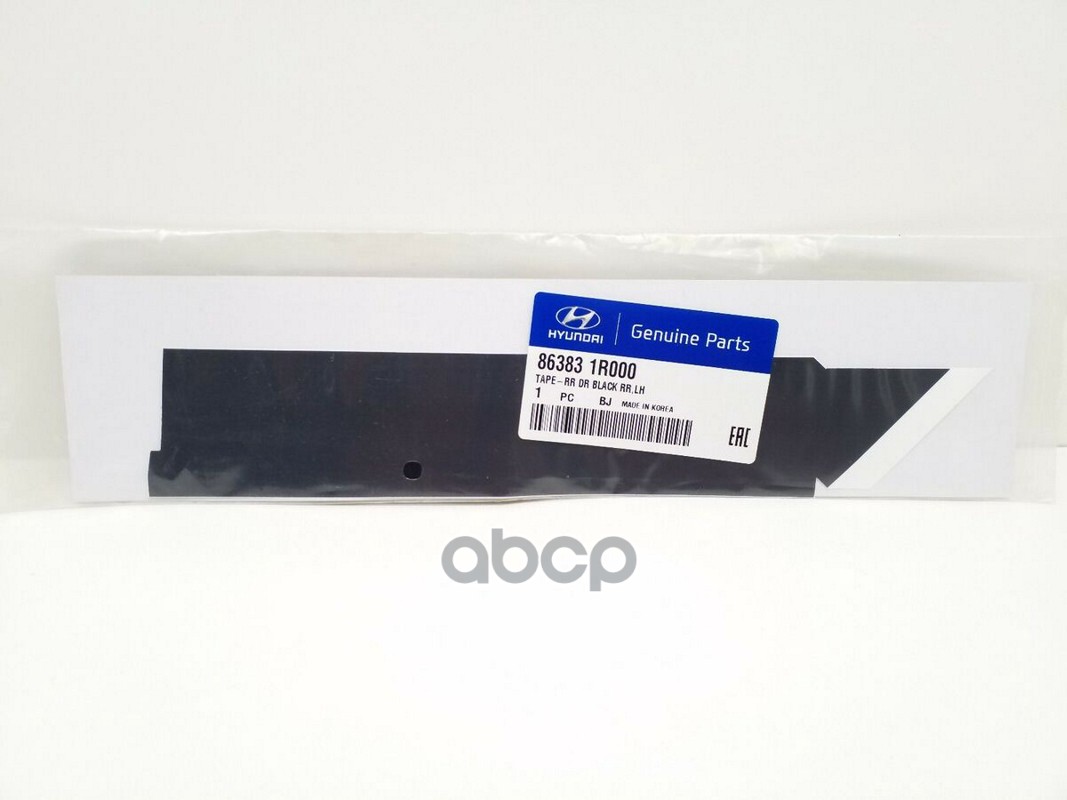 HYUNDAI
Genuine Parts
86383 1R000
TAPE-RR DR BLACK RR,LH
1 PC BJ MADE IN KOREA
EAC
abcp